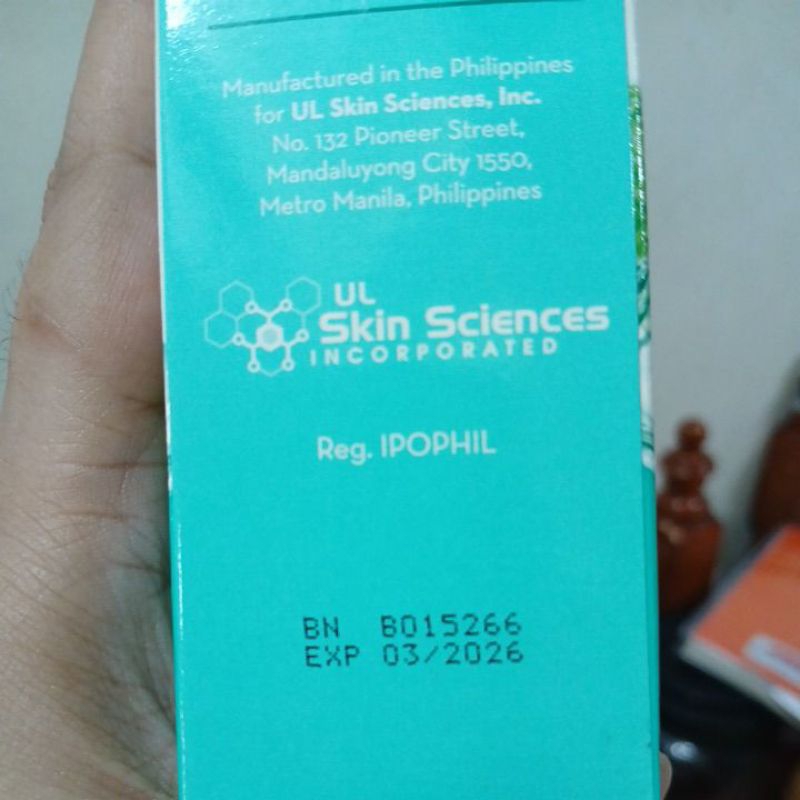 Manufactured in the Philippines
for UL Skin Sciences, Inc.
No. 132 Pioneer Street,
Mandaluyong City 1550,
Metro Manila, Philippines
UL
Skin Sciences
INCORPORATED
Reg. IPOPHIL
BN B015266
EXP 03/2026